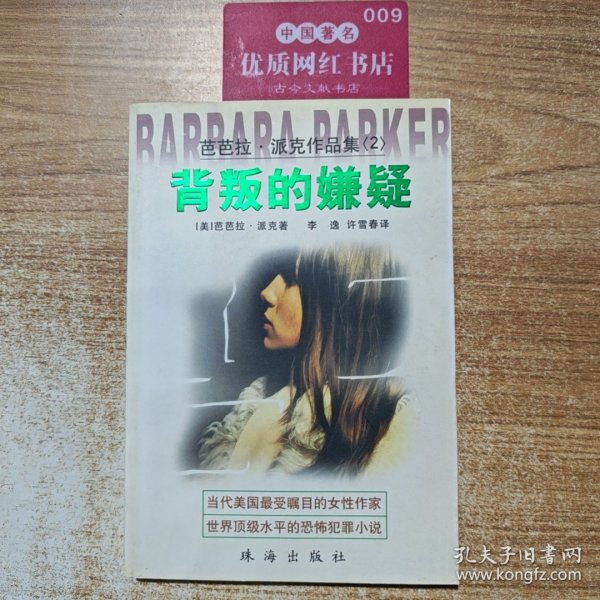 009
中国著名
优质网红书店
古今文献书店
BARBARA PARKER
芭芭拉·派克作品集〈2〉
背叛的嫌疑
[美]芭芭拉·派克著 李 逸 许雪春译
当代美国最受瞩目的女性作家
世界顶级水平的恐怖犯罪小说
珠海出版社
孔夫子旧书网
www.kongfz.com